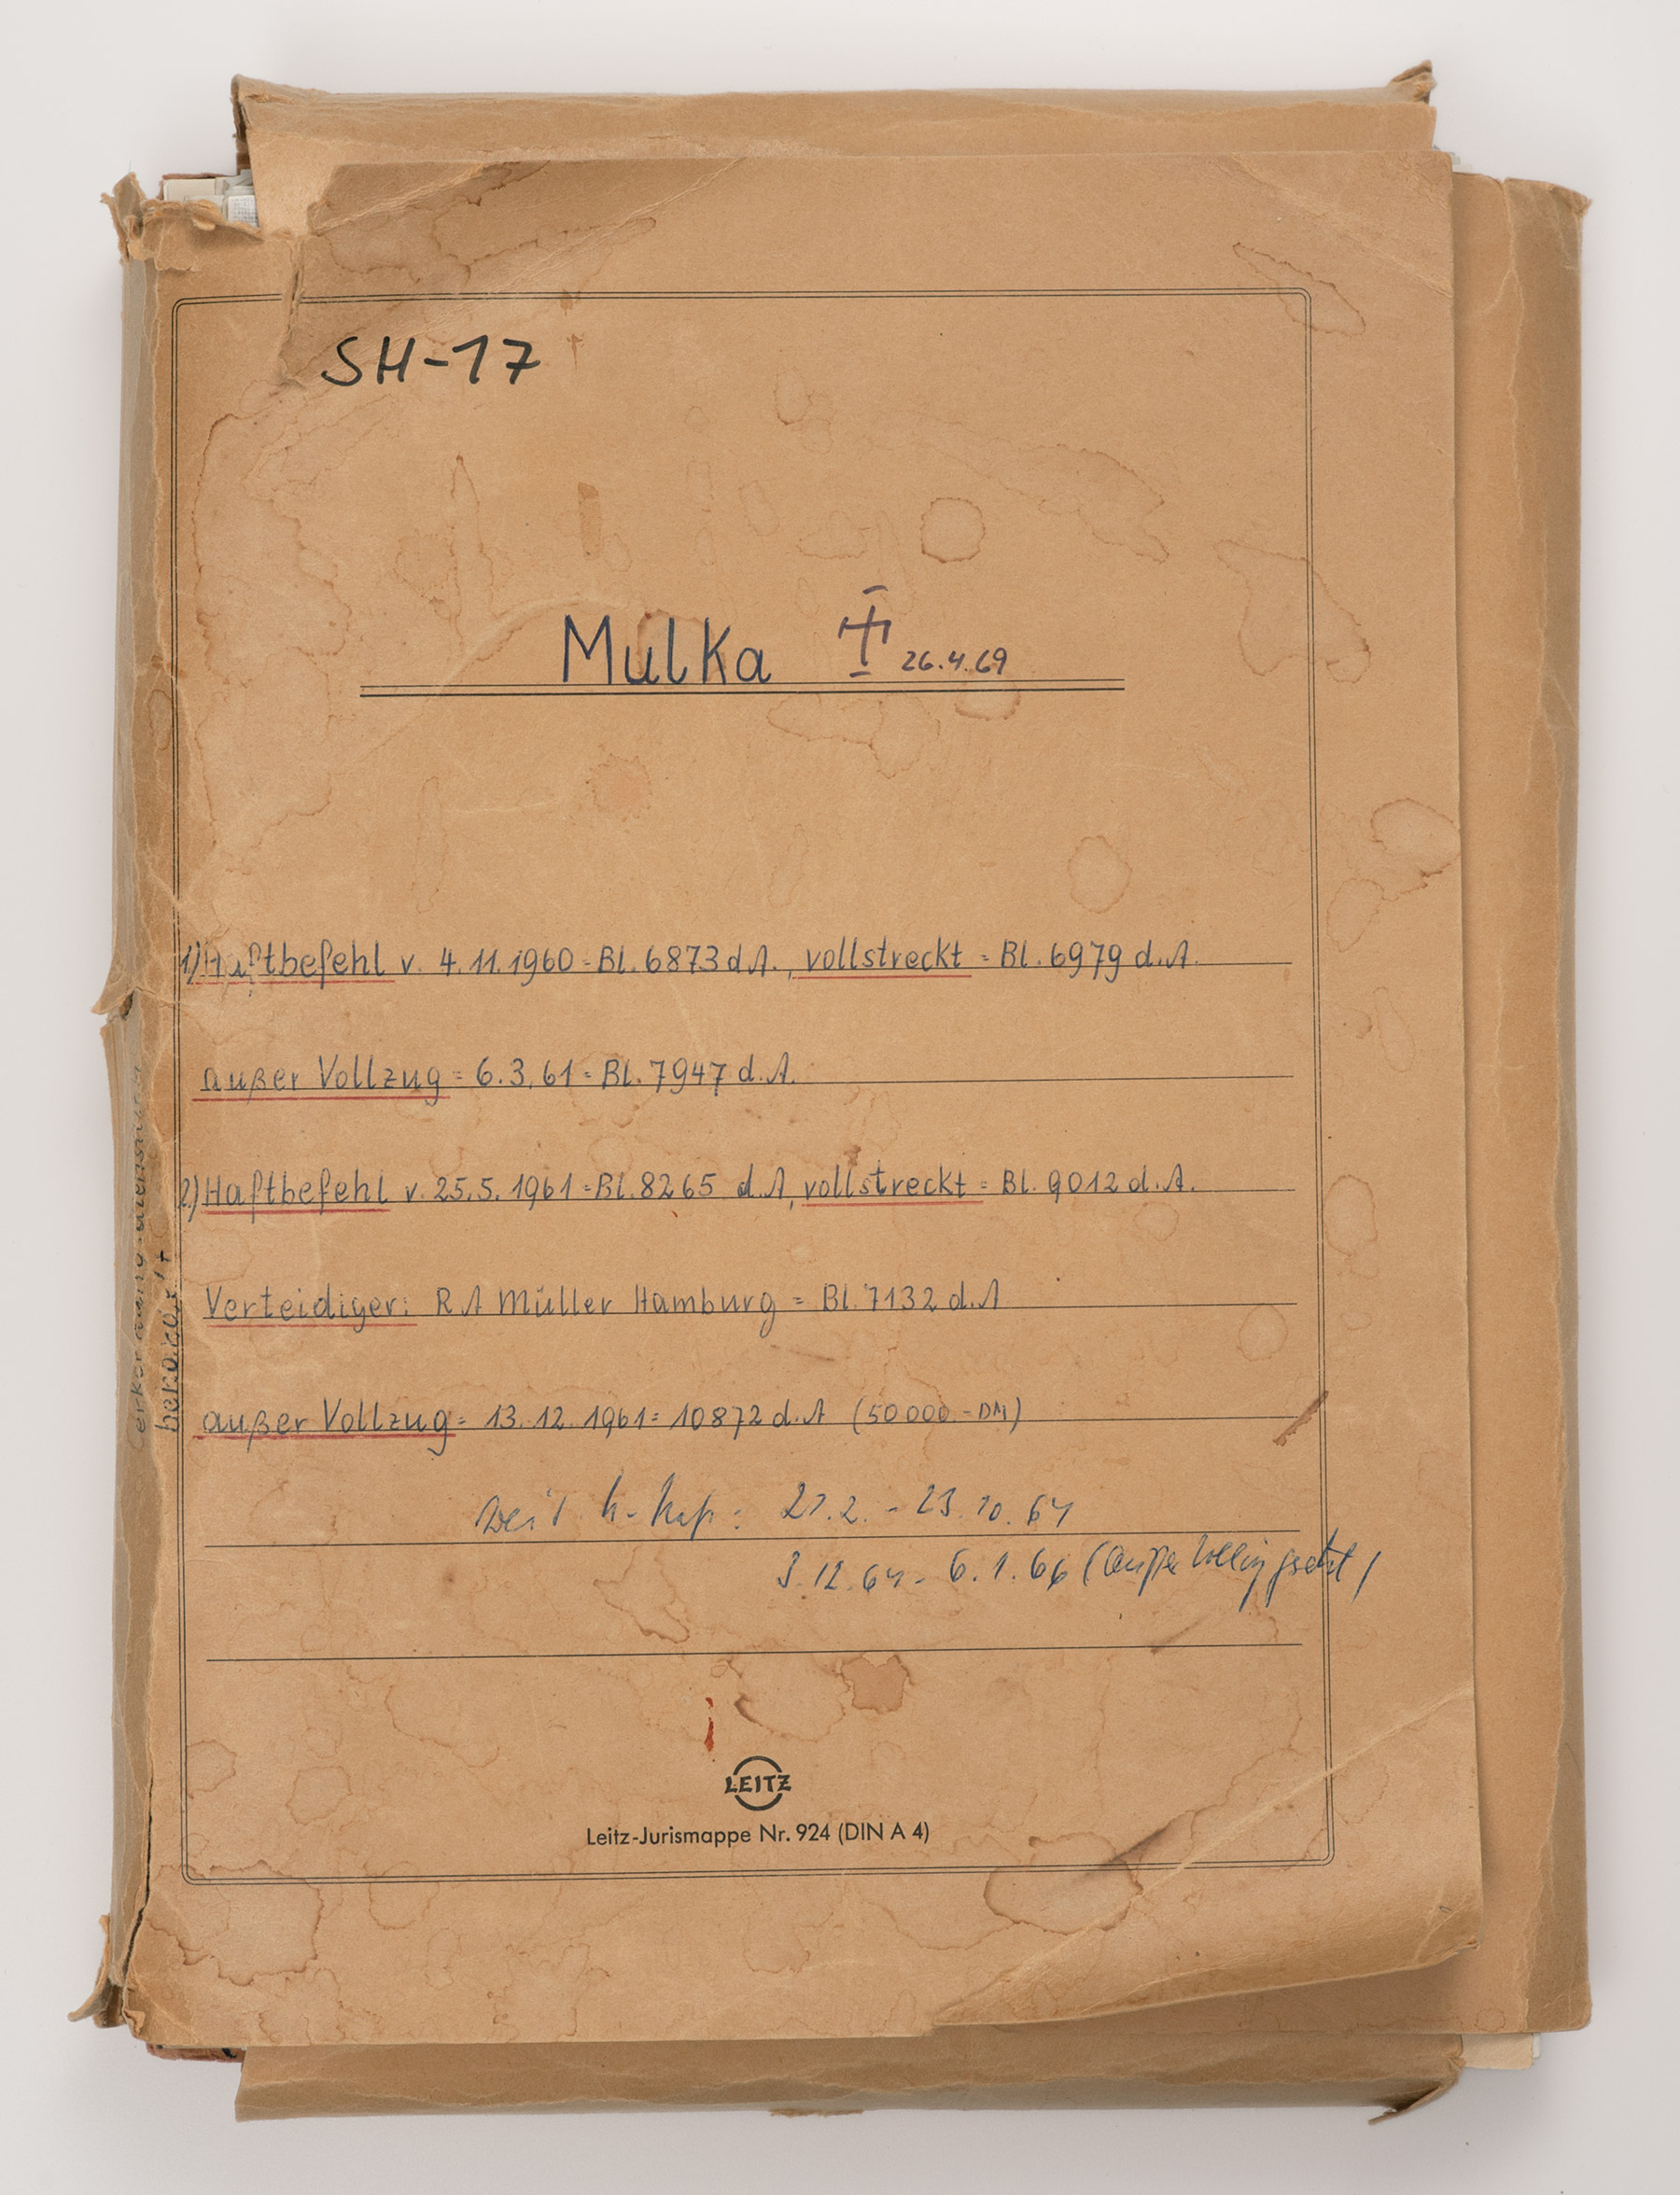 SH-17
Mulka 26.4.69
1) Haftbefehl v. 4.11.1960 = Bl. 6873 d.A., vollstreckt = Bl. 6979 d.A.
außer Vollzug = 6.3.61 = Bl. 7947 d.A.
2) Haftbefehl v. 25.5.1961 = Bl. 8265 d.A, vollstreckt = Bl. 9012 d.A.
Verteidiger: RA Müller Hamburg = Bl. 7132 d.A
außer Vollzug = 13.12.1961 = 10872 d.A (50000.- DM)
23.10.64
3.12.64 - 6.1.66 (außer Vollzug gesetzt)
LEITZ
Leitz-Jurismappe Nr. 924 (DIN A 4)